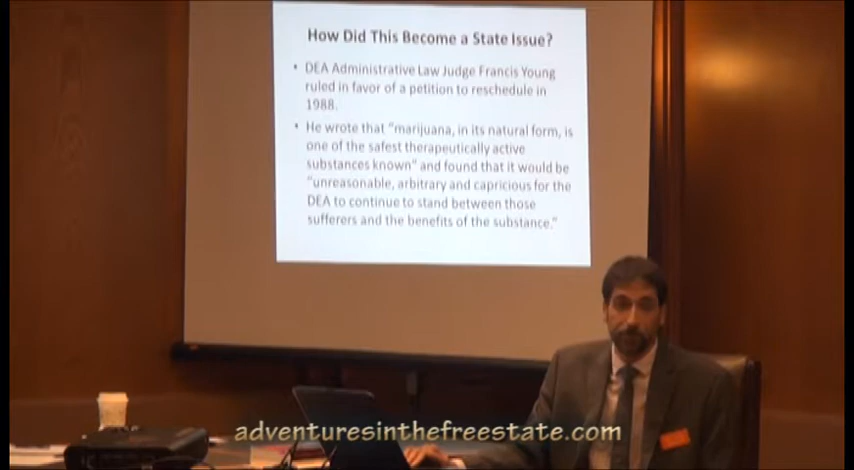 How Did This Become a State Issue?
• DEA Administrative Law Judge Francis Young
ruled in favor of a petition to reschedule in
1988.
• He wrote that "marijuana, in its natural form, is
one of the safest therapeutically active
substances known" and found that it would be
"unreasonable, arbitrary and capricious for the
DEA to continue to stand between those
sufferers and the benefits of the substance."
adventuresinthefreestate.com